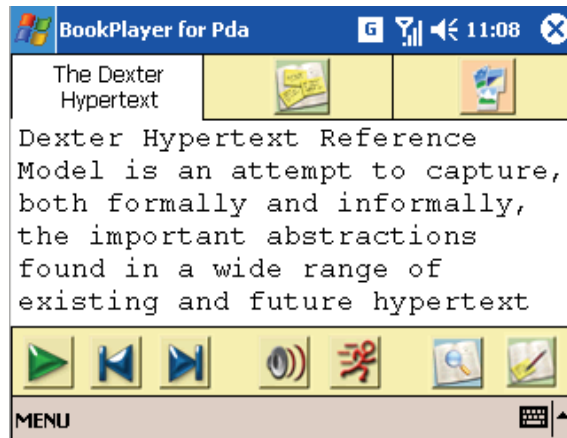 BookPlayer for Pda G 11:08
The Dexter
Hypertext
Dexter Hypertext Reference
Model is an attempt to capture,
both formally and informally,
the important abstractions
found in a wide range of
existing and future hypertext
MENU